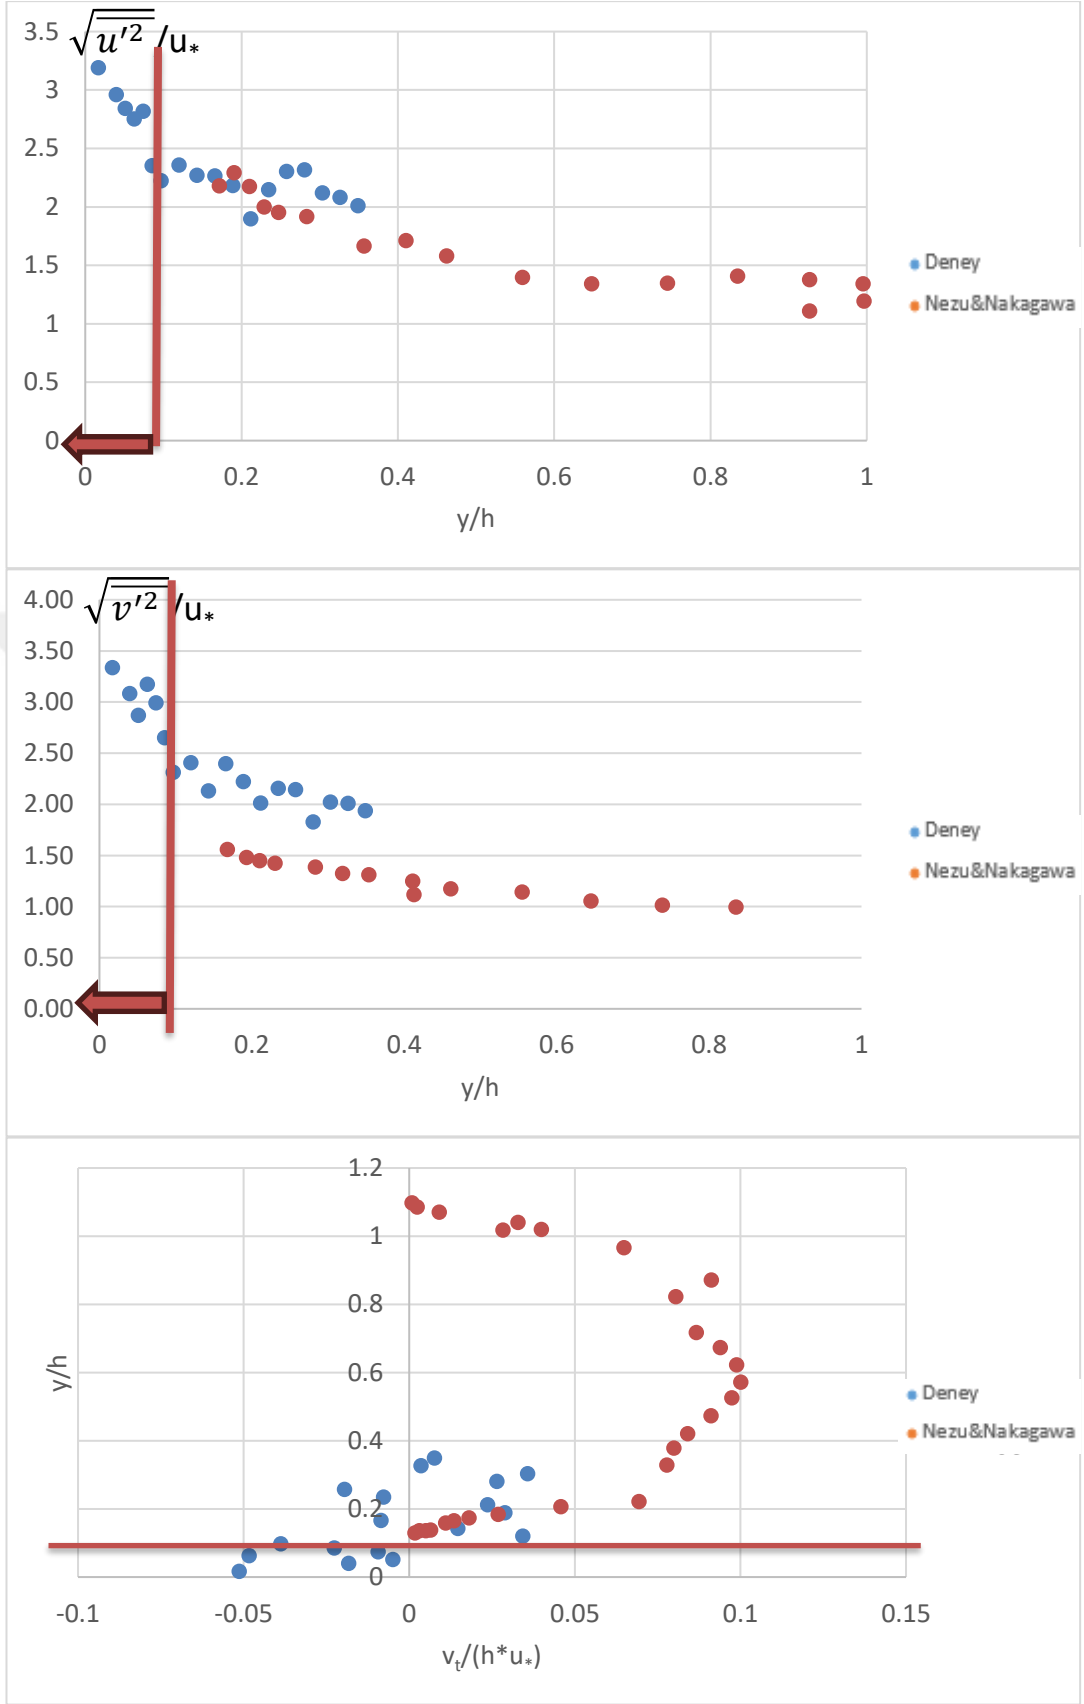 √u′² /u*
3.5
3
2.5
2
1.5
1
0.5
0
0 0.2 0.4 0.6 0.8 1
y/h
Deney
Nezu&Nakagawa
√v′² /u*
4.00
3.50
3.00
2.50
2.00
1.50
1.00
0.50
0.00
0 0.2 0.4 0.6 0.8 1
y/h
Deney
Nezu&Nakagawa
1.2
1
0.8
0.6
0.4
0.2
0
y/h
-0.1 -0.05 0 0.05 0.1 0.15
vt/(h*u*)
Deney
Nezu&Nakagawa